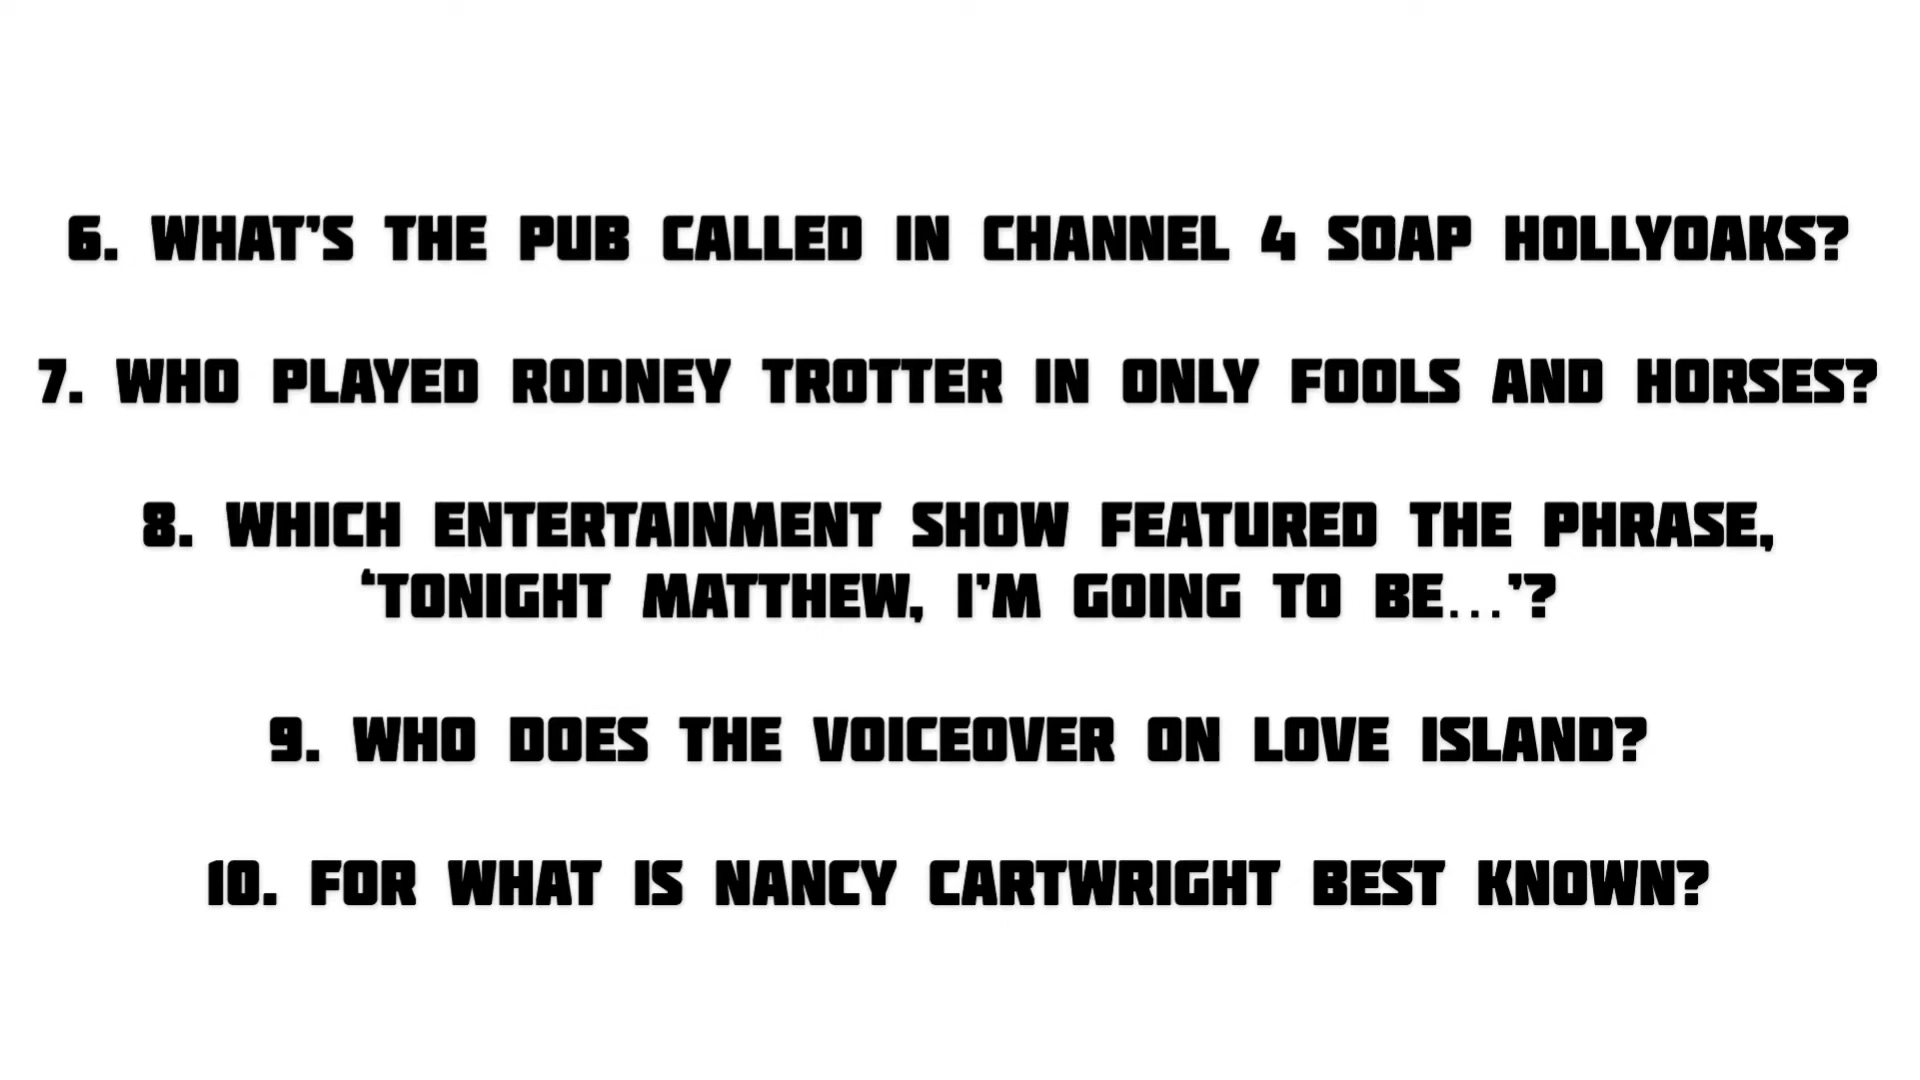 6. WHAT'S THE PUB CALLED IN CHANNEL 4 SOAP HOLLYOAKS?
7. WHO PLAYED RODNEY TROTTER IN ONLY FOOLS AND HORSES?
8. WHICH ENTERTAINMENT SHOW FEATURED THE PHRASE,
‘TONIGHT MATTHEW, I'M GOING TO BE...'?
9. WHO DOES THE VOICEOVER ON LOVE ISLAND?
10. FOR WHAT IS NANCY CARTWRIGHT BEST KNOWN?